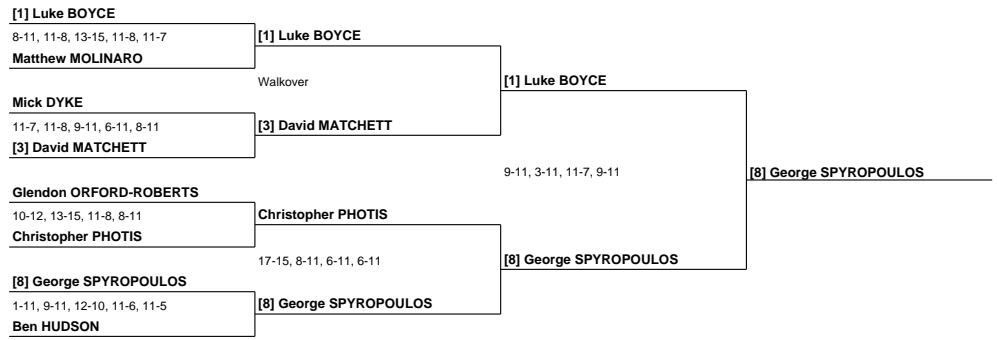 [1] Luke BOYCE
8-11, 11-8, 13-15, 11-8, 11-7
Matthew MOLINARO
[1] Luke BOYCE
Walkover
Mick DYKE
11-7, 11-8, 9-11, 6-11, 8-11
[3] David MATCHETT
[3] David MATCHETT
[1] Luke BOYCE
9-11, 3-11, 11-7, 9-11
[8] George SPYROPOULOS
Glendon ORFORD-ROBERTS
10-12, 13-15, 11-8, 8-11
Christopher PHOTIS
Christopher PHOTIS
17-15, 8-11, 6-11, 6-11
[8] George SPYROPOULOS
[8] George SPYROPOULOS
1-11, 9-11, 12-10, 11-6, 11-5
Ben HUDSON
[8] George SPYROPOULOS